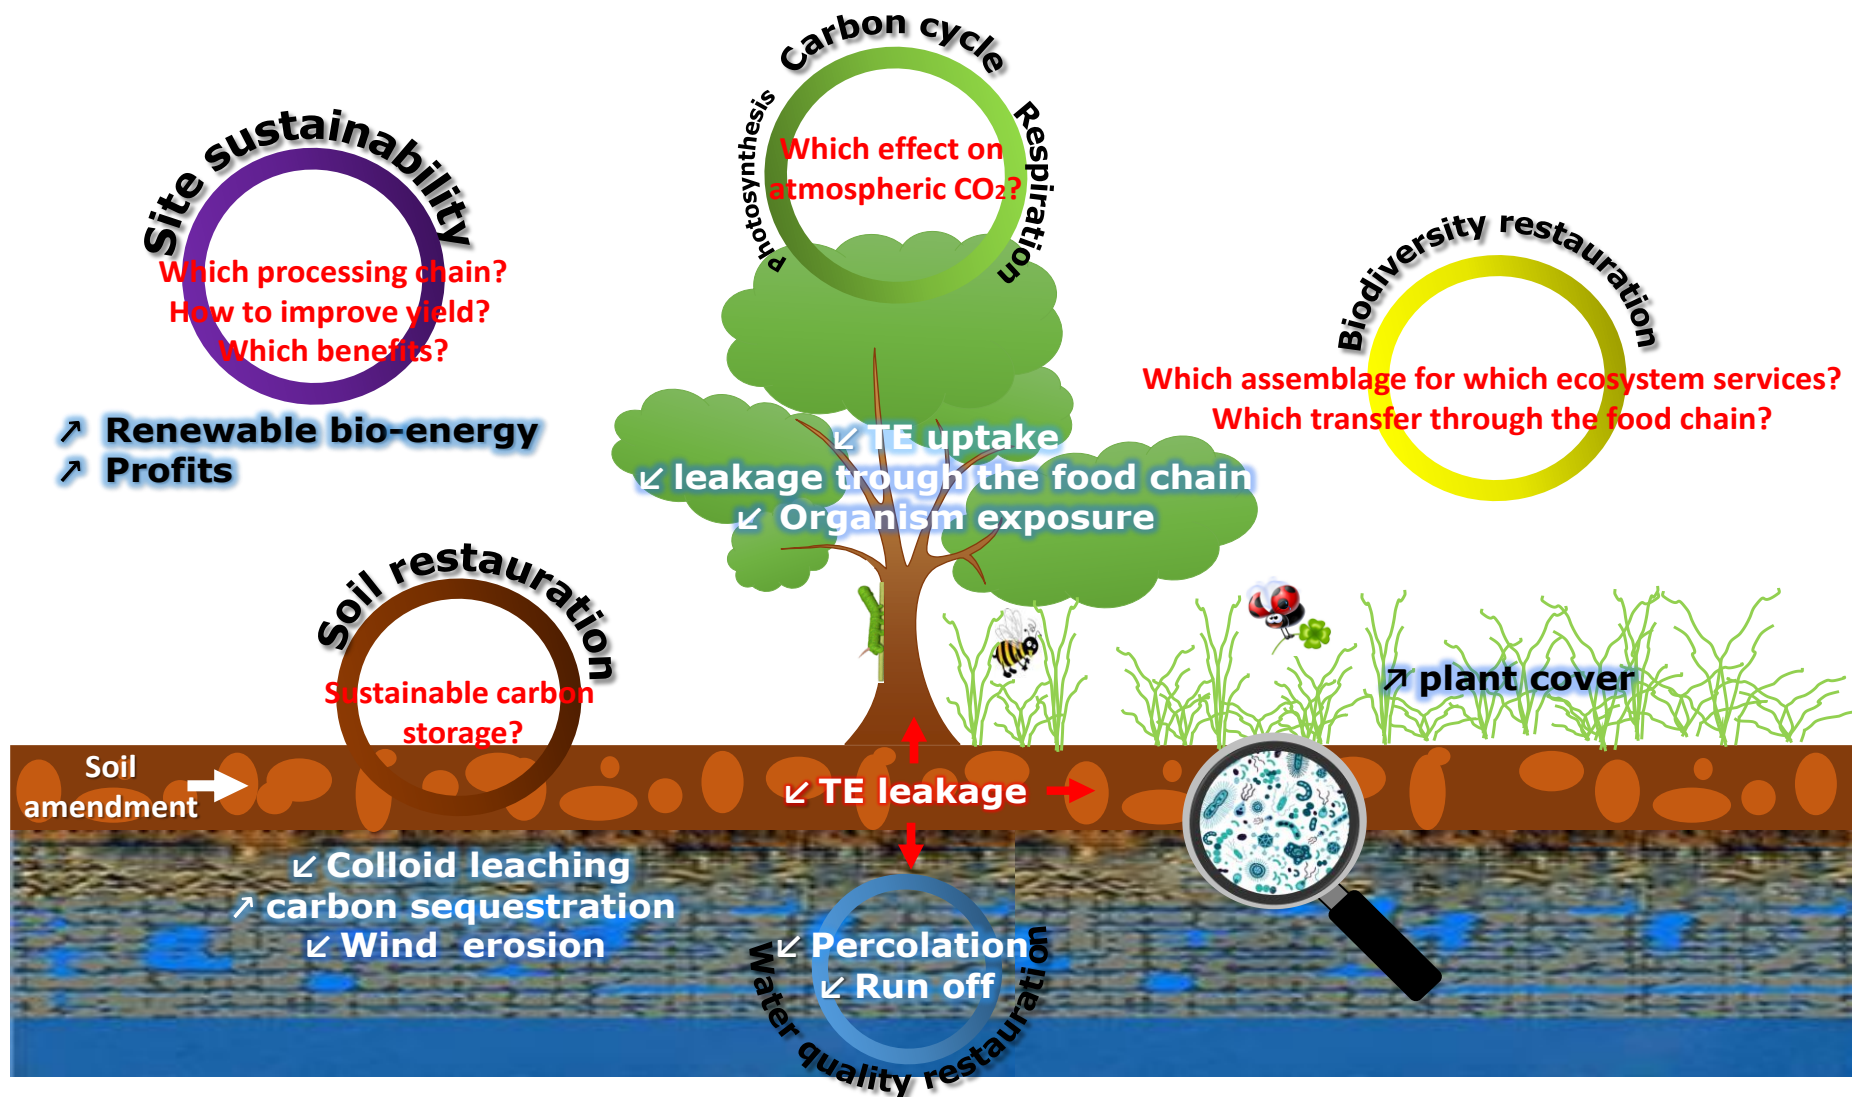 Carbon cycle
Photosynthesis
Respiration
Which effect on
atmospheric CO₂?
Site sustainability
Which processing chain?
How to improve yield?
Which benefits?
↗ Renewable bio-energy
↗ Profits
Biodiversity restauration
Which assemblage for which ecosystem services?
Which transfer through the food chain?
↙ TE uptake
↙ leakage trough the food chain
↙ Organism exposure
Soil restauration
Sustainable carbon
storage?
↗ plant cover
Soil
amendment
↙ TE leakage
↙ Colloid leaching
↗ carbon sequestration
↙ Wind erosion
↙ Percolation
↙ Run off
Water quality restauration